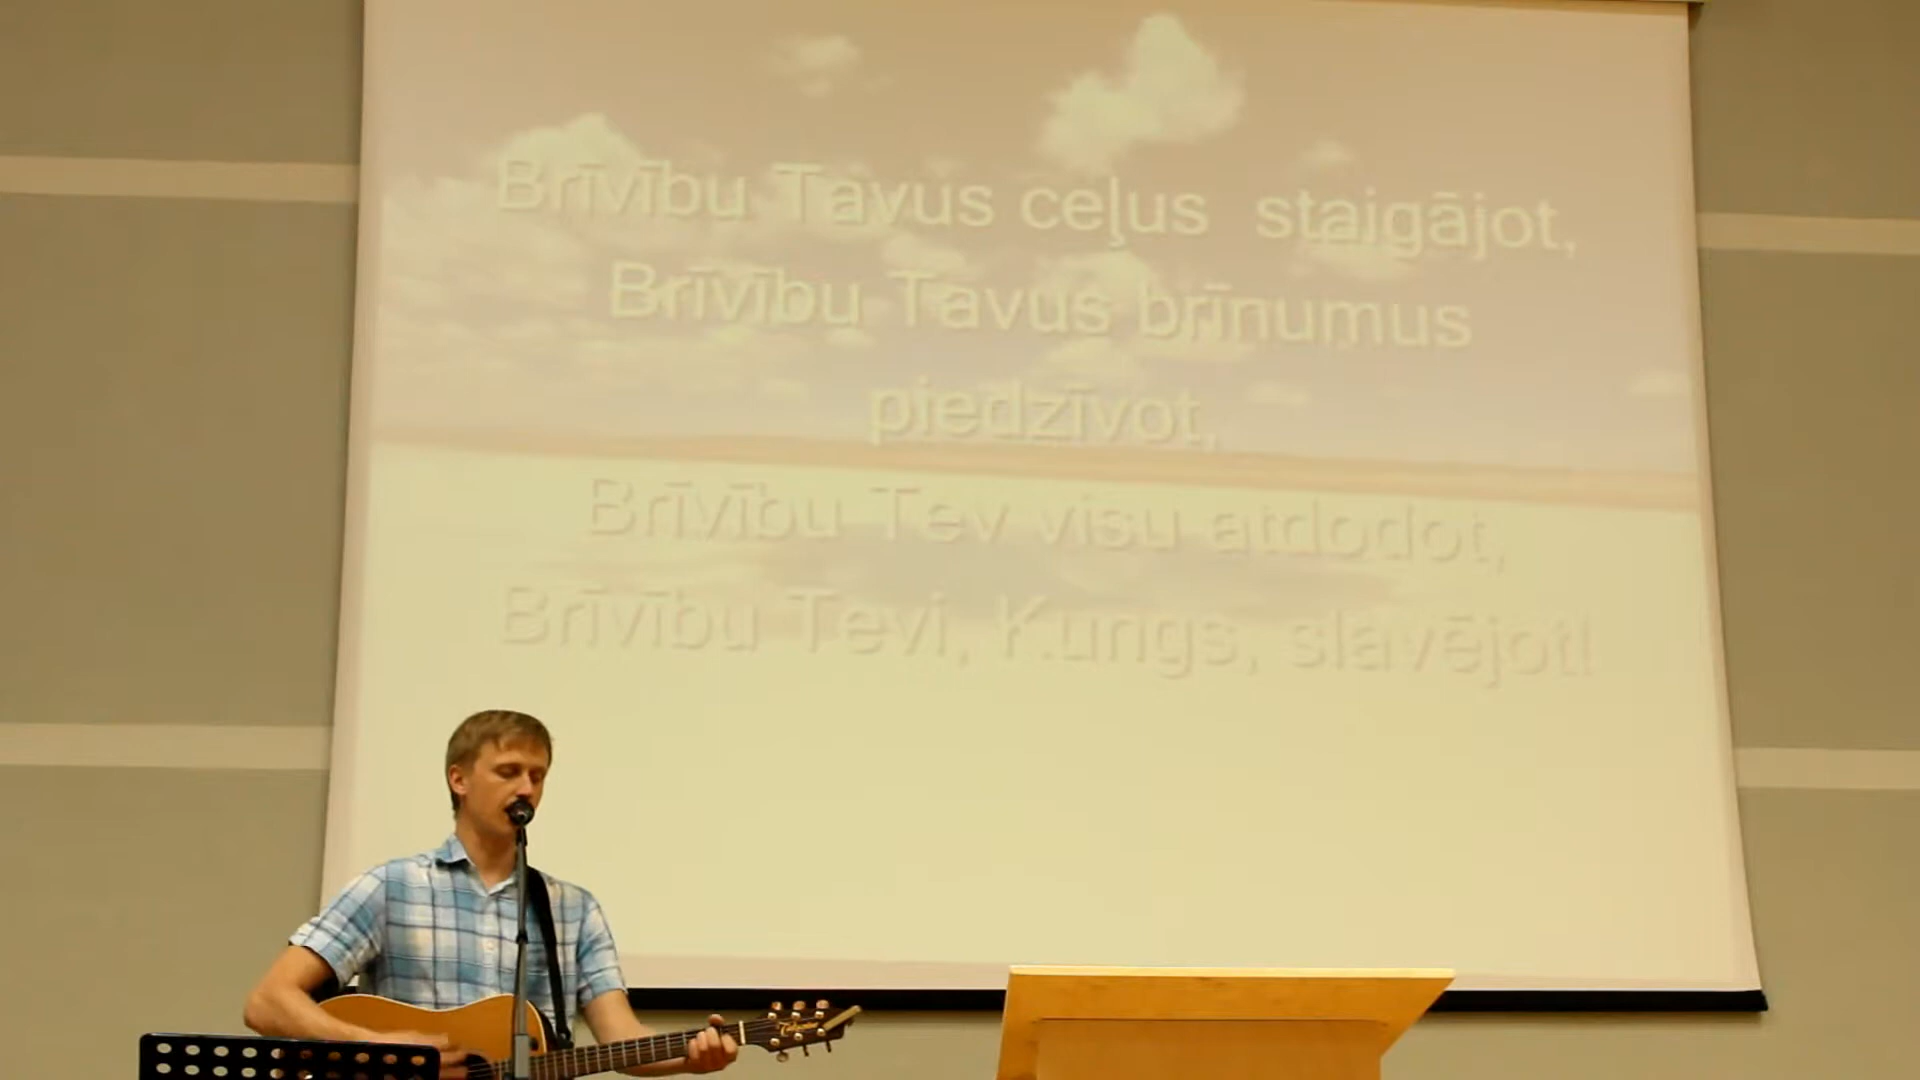 Brīvību Tavus ceļus staigājot,
Brīvību Tavus brīnumus
piedzīvot,
Brīvību Tev visu atdodot,
Brīvību Tevi, Kungs, slavējot!